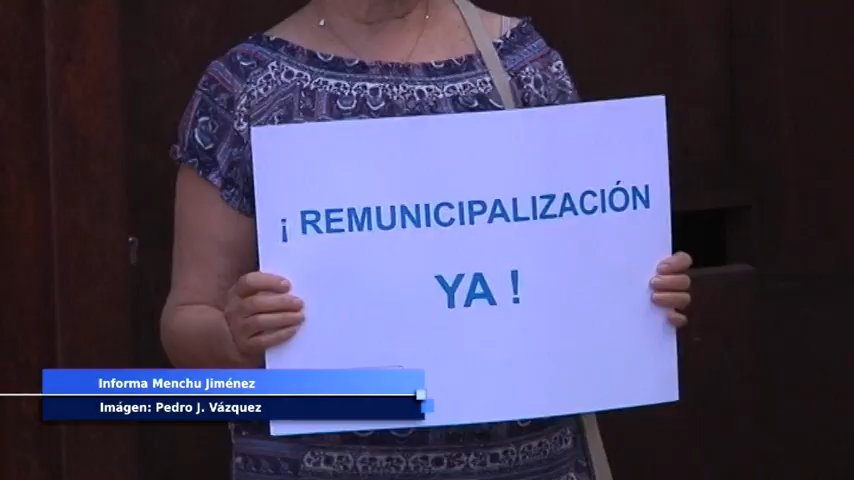 ¡ REMUNICIPALIZACIÓN
YA !
Informa Menchu Jiménez
Imágen: Pedro J. Vázquez